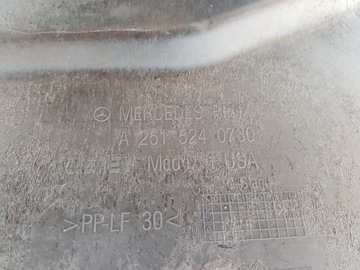 MERCEDES BENZ
A 251 524 0730
Made in USA
>PP-LF 30<